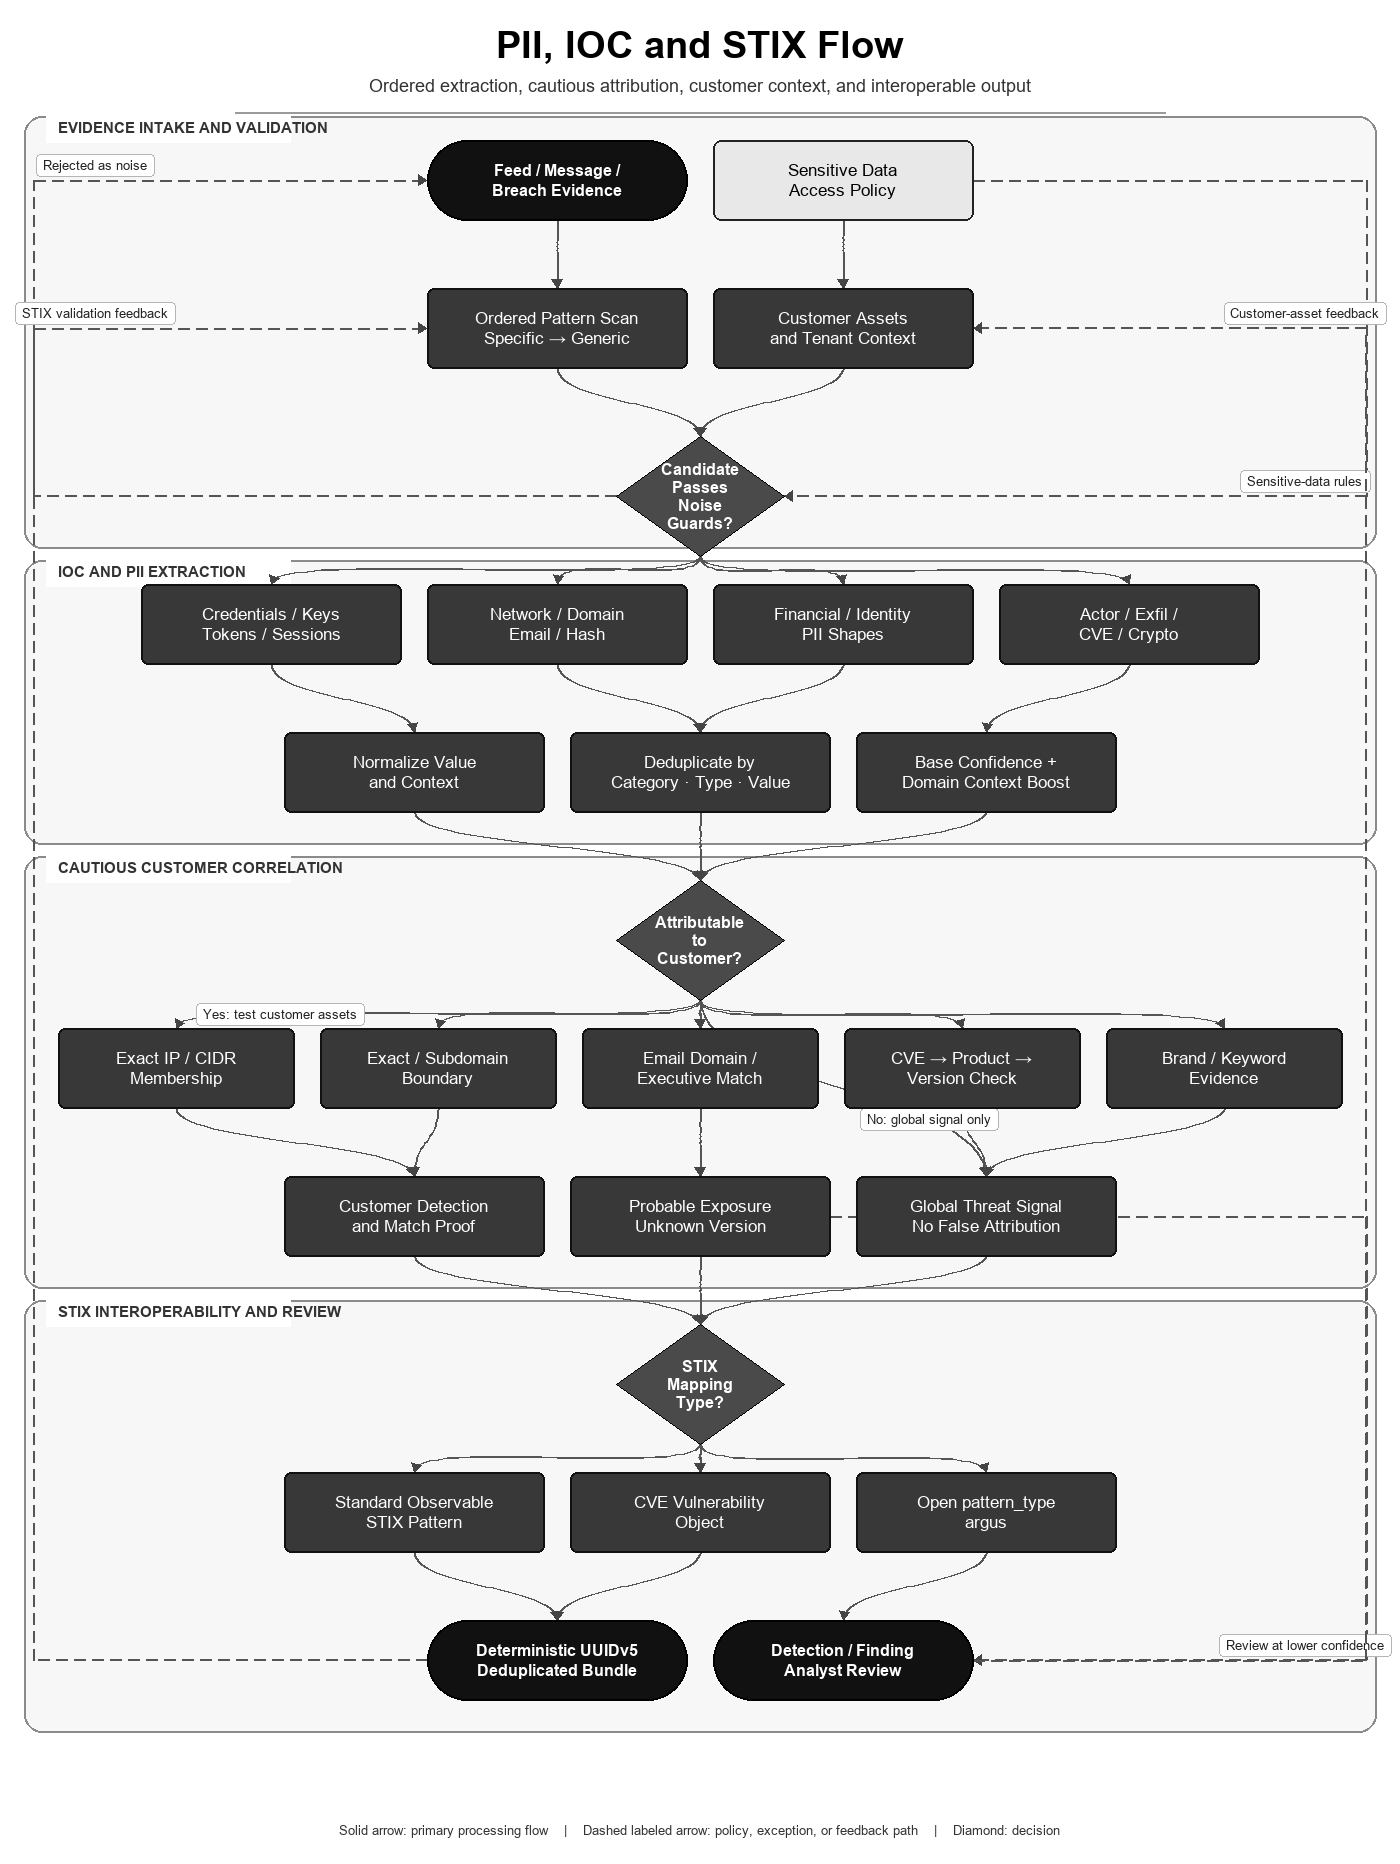 PII, IOC and STIX Flow
Ordered extraction, cautious attribution, customer context, and interoperable output
EVIDENCE INTAKE AND VALIDATION
Rejected as noise
Feed / Message /
Breach Evidence
Sensitive Data
Access Policy
STIX validation feedback
Ordered Pattern Scan
Specific → Generic
Customer Assets
and Tenant Context
Customer-asset feedback
Candidate
Passes
Noise
Guards?
Sensitive-data rules
IOC AND PII EXTRACTION
Credentials / Keys
Tokens / Sessions
Network / Domain
Email / Hash
Financial / Identity
PII Shapes
Actor / Exfil /
CVE / Crypto
Normalize Value
and Context
Deduplicate by
Category · Type · Value
Base Confidence +
Domain Context Boost
CAUTIOUS CUSTOMER CORRELATION
Attributable
to
Customer?
Yes: test customer assets
Exact IP / CIDR
Membership
Exact / Subdomain
Boundary
Email Domain /
Executive Match
CVE → Product →
Version Check
Brand / Keyword
Evidence
No: global signal only
Customer Detection
and Match Proof
Probable Exposure
Unknown Version
Global Threat Signal
No False Attribution
STIX INTEROPERABILITY AND REVIEW
STIX
Mapping
Type?
Standard Observable
STIX Pattern
CVE Vulnerability
Object
Open pattern_type
argus
Deterministic UUIDv5
Deduplicated Bundle
Detection / Finding
Analyst Review
Review at lower confidence
Solid arrow: primary processing flow | Dashed labeled arrow: policy, exception, or feedback path | Diamond: decision